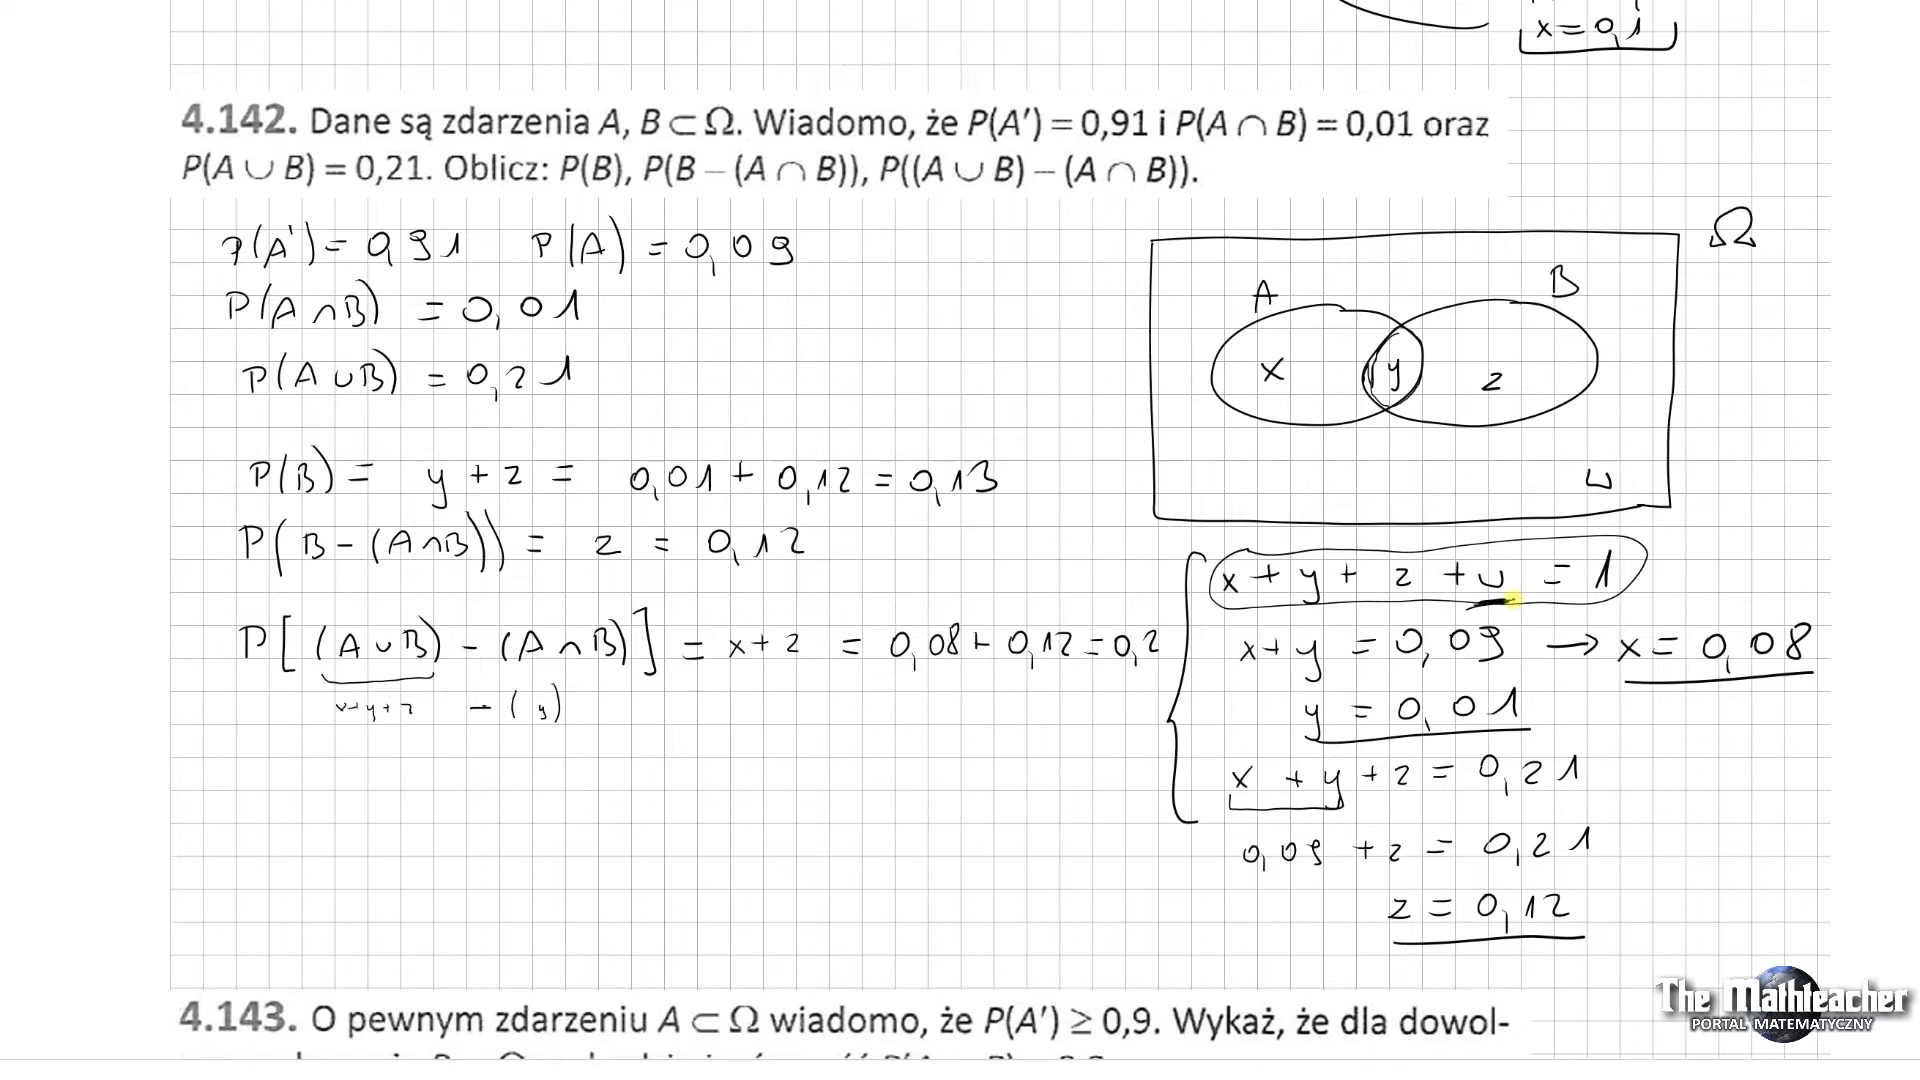 x = 0,1
4.142. Dane są zdarzenia A, B ⊂ Ω. Wiadomo, że P(A′) = 0,91 i P(A ∩ B) = 0,01 oraz
P(A ∪ B) = 0,21. Oblicz: P(B), P(B – (A ∩ B)), P((A ∪ B) – (A ∩ B)).
P(A') = 0,91 P(A) = 0,09
P(A ∩ B) = 0,01
P(A ∪ B) = 0,21
P(B) = y + z = 0,01 + 0,12 = 0,13
P(B - (A ∩ B)) = z = 0,12
P[(A ∪ B) - (A ∩ B)] = x + z = 0,08 + 0,12 = 0,2
x + y + z - (y)
Ω
A B
x y z
u
x + y + z + u = 1
x + y = 0,09 → x = 0,08
y = 0,01
x + y + z = 0,21
0,09 + z = 0,21
z = 0,12
4.143. O pewnym zdarzeniu A ⊂ Ω wiadomo, że P(A′) ≥ 0,9. Wykaż, że dla dowol-
The Mathteacher
PORTAL MATEMATYCZNY